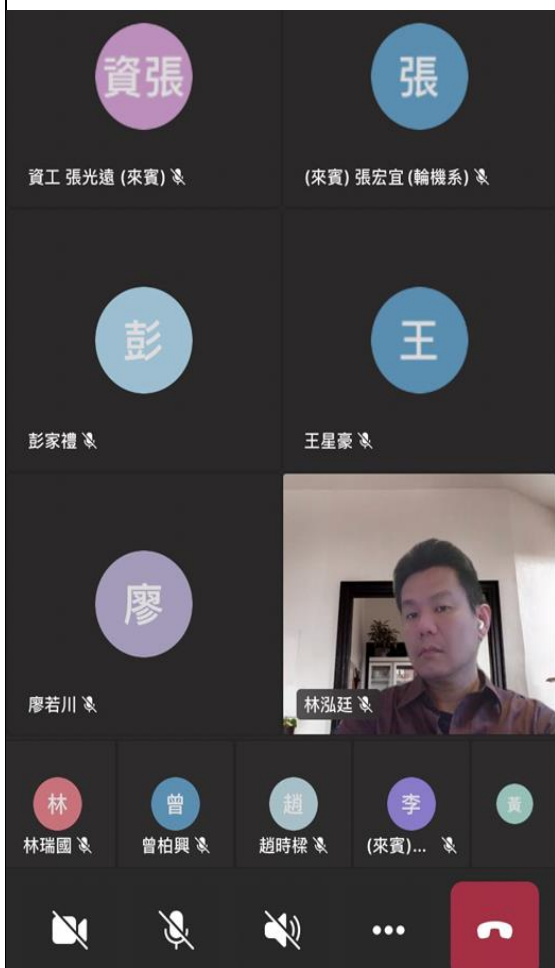 資張
張
資工 張光遠 (來賓)
(來賓) 張宏宜 (輪機系)
彭
王
彭家禮
王星豪
廖
廖若川
林泓廷
林
曾
趙
李
黃
林瑞國
曾柏興
趙時樑
(來賓)...